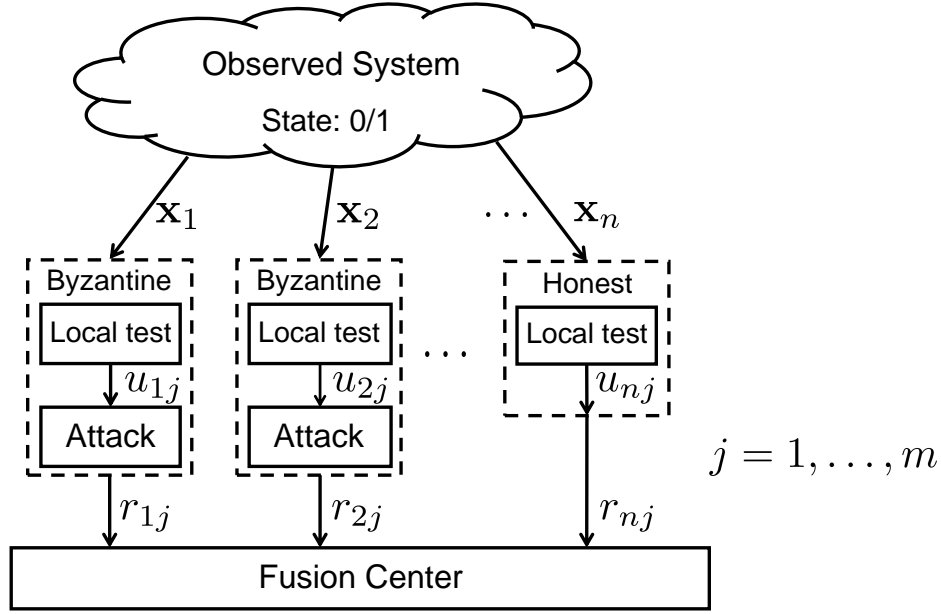 Observed System
State: 0/1
x₁ x₂ ... xₙ
Byzantine Byzantine Honest
Local test Local test ... Local test
u₁ⱼ u₂ⱼ uₙⱼ
Attack Attack
j = 1, ..., m
r₁ⱼ r₂ⱼ rₙⱼ
Fusion Center